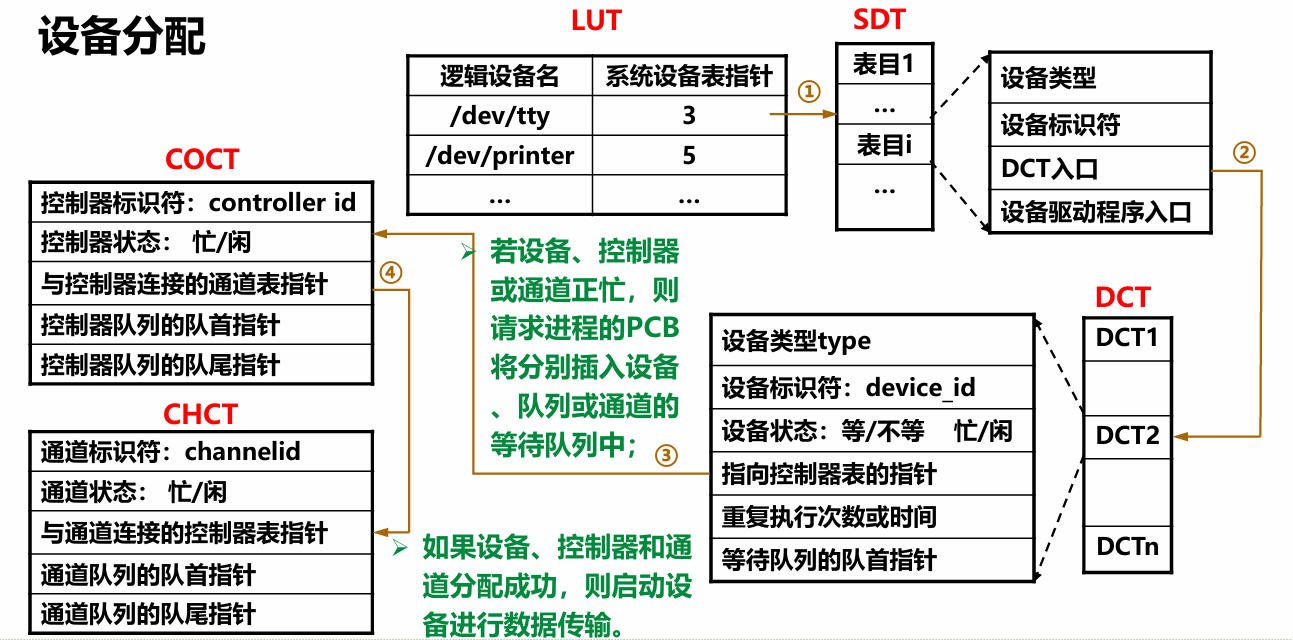 设备分配
LUT
逻辑设备名 系统设备表指针
/dev/tty 3
/dev/printer 5
... ...
①
SDT
表目1
...
表目i
...
设备类型
设备标识符
DCT入口
设备驱动程序入口
②
COCT
控制器标识符：controller id
控制器状态： 忙/闲
与控制器连接的通道表指针
控制器队列的队首指针
控制器队列的队尾指针
④
CHCT
通道标识符：channelid
通道状态： 忙/闲
与通道连接的控制器表指针
通道队列的队首指针
通道队列的队尾指针
➢ 若设备、控制器
或通道正忙，则
请求进程的PCB
将分别插入设备
、队列或通道的
等待队列中；
③
➢ 如果设备、控制器和通
道分配成功，则启动设
备进行数据传输。
设备类型type
设备标识符：device_id
设备状态：等/不等 忙/闲
指向控制器表的指针
重复执行次数或时间
等待队列的队首指针
DCT
DCT1
DCT2
DCTn